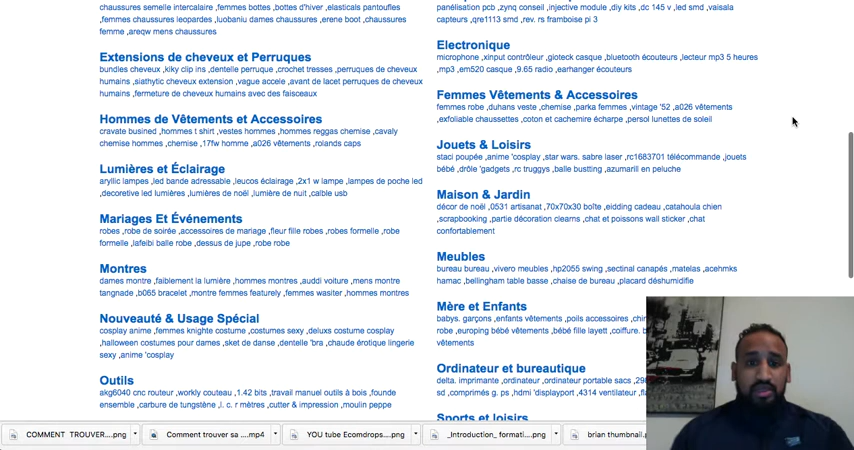 chaussures semelle intercalaire ,femmes bottes ,bottes d'hiver ,elasticals pantoufles
,femmes chaussures leopardes ,luobaniu dames chaussures ,erene boot ,chaussures
femme ,areqw mens chaussures
Extensions de cheveux et Perruques
bundles cheveux ,kiky clip ins ,dentelle perruque ,crochet tresses ,perruques de cheveux
humains ,siathytic cheveux extension ,vague accele ,avant de lacet perruques de cheveux
humains ,fermeture de cheveux humains avec des faisceaux
Hommes de Vêtements et Accessoires
cravate busined ,hommes t shirt ,vestes hommes ,hommes reggas chemise ,cavaly
chemise hommes ,chemise ,17fw homme ,a026 vêtements ,rolands caps
Lumières et Éclairage
aryllic lampes ,led bande adressable ,leucos éclairage ,2x1 w lampe ,lampes de poche led
,decorative led lumières ,lumières de noël ,lumière de nuit ,calble usb
Mariages Et Événements
robes ,robe de soirée ,accessoires de mariage ,fleur fille robes ,robes formelle ,robe
formelle ,lafeibi balle robe ,dessus de jupe ,robe robe
Montres
dames montre ,faiblement la lumière ,hommes montres ,auddi voiture ,mens montre
tangnade ,b065 bracelet ,montre femmes featurely ,femmes wasiter ,hommes montres
Nouveauté & Usage Spécial
cosplay anime ,femmes knighte costume ,costumes sexy ,deluxs costume cosplay
,halloween costumes pour dames ,sket de danse ,dentelle 'bra ,chaude érotique lingerie
sexy ,anime 'cosplay
Outils
akg6040 cnc routeur ,workly couteau ,1.42 bits ,travail manuel outils à bois ,founde
ensemble ,carbure de tungstène ,l. c. r mètres ,cutter & impression ,moulin peppe
panélisation pcb ,zynq conseil ,injective module ,diy kits ,dc 145 v ,led smd ,vaisala
capteurs ,qre1113 smd ,rev. rs framboise pi 3
Electronique
microphone ,xinput contrôleur ,gioteck casque ,bluetooth écouteurs ,lecteur mp3 5 heures
,mp3 ,em520 casque ,9.65 radio ,earhanger écouteurs
Femmes Vêtements & Accessoires
femmes robe ,duhans veste ,chemise ,parka femmes ,vintage '52 ,a026 vêtements
,exfoliable chaussettes ,coton et cachemire écharpe ,persol lunettes de soleil
Jouets & Loisirs
staci poupée ,anime 'cosplay ,star wars. sabre laser ,rc1683701 télécommande ,jouets
bébé ,drôle 'gadgets ,rc truggys ,balle bustting ,azumarill en peluche
Maison & Jardin
décor de noël ,0531 artisanat ,70x70x30 boîte ,eidding cadeau ,catahoula chien
,scrapbooking ,partie décoration clearns ,chat et poissons wall sticker ,chat
confortablement
Meubles
bureau bureau ,vivero meubles ,hp2055 swing ,sectinal canapés ,matelas ,acehmks
hamac ,bellingham table basse ,chaise de bureau ,placard déshumidifie
Mère et Enfants
babys. garçons ,enfants vêtements ,poils accessoires
robe ,europing bébé vêtements ,bébé fille layett ,coiffure.
vêtements
Ordinateur et bureautique
delta. imprimante ,ordinateur ,ordinateur portable sacs
sd ,comprimés g. ps ,hdmi 'displayport ,4314 ventilateur
Sports et loisirs
COMMENT TROUVER....png
Comment trouver sa ....mp4
YOU tube Ecomdrops....png
_Introduction_ formati....png
brian thumbnail.